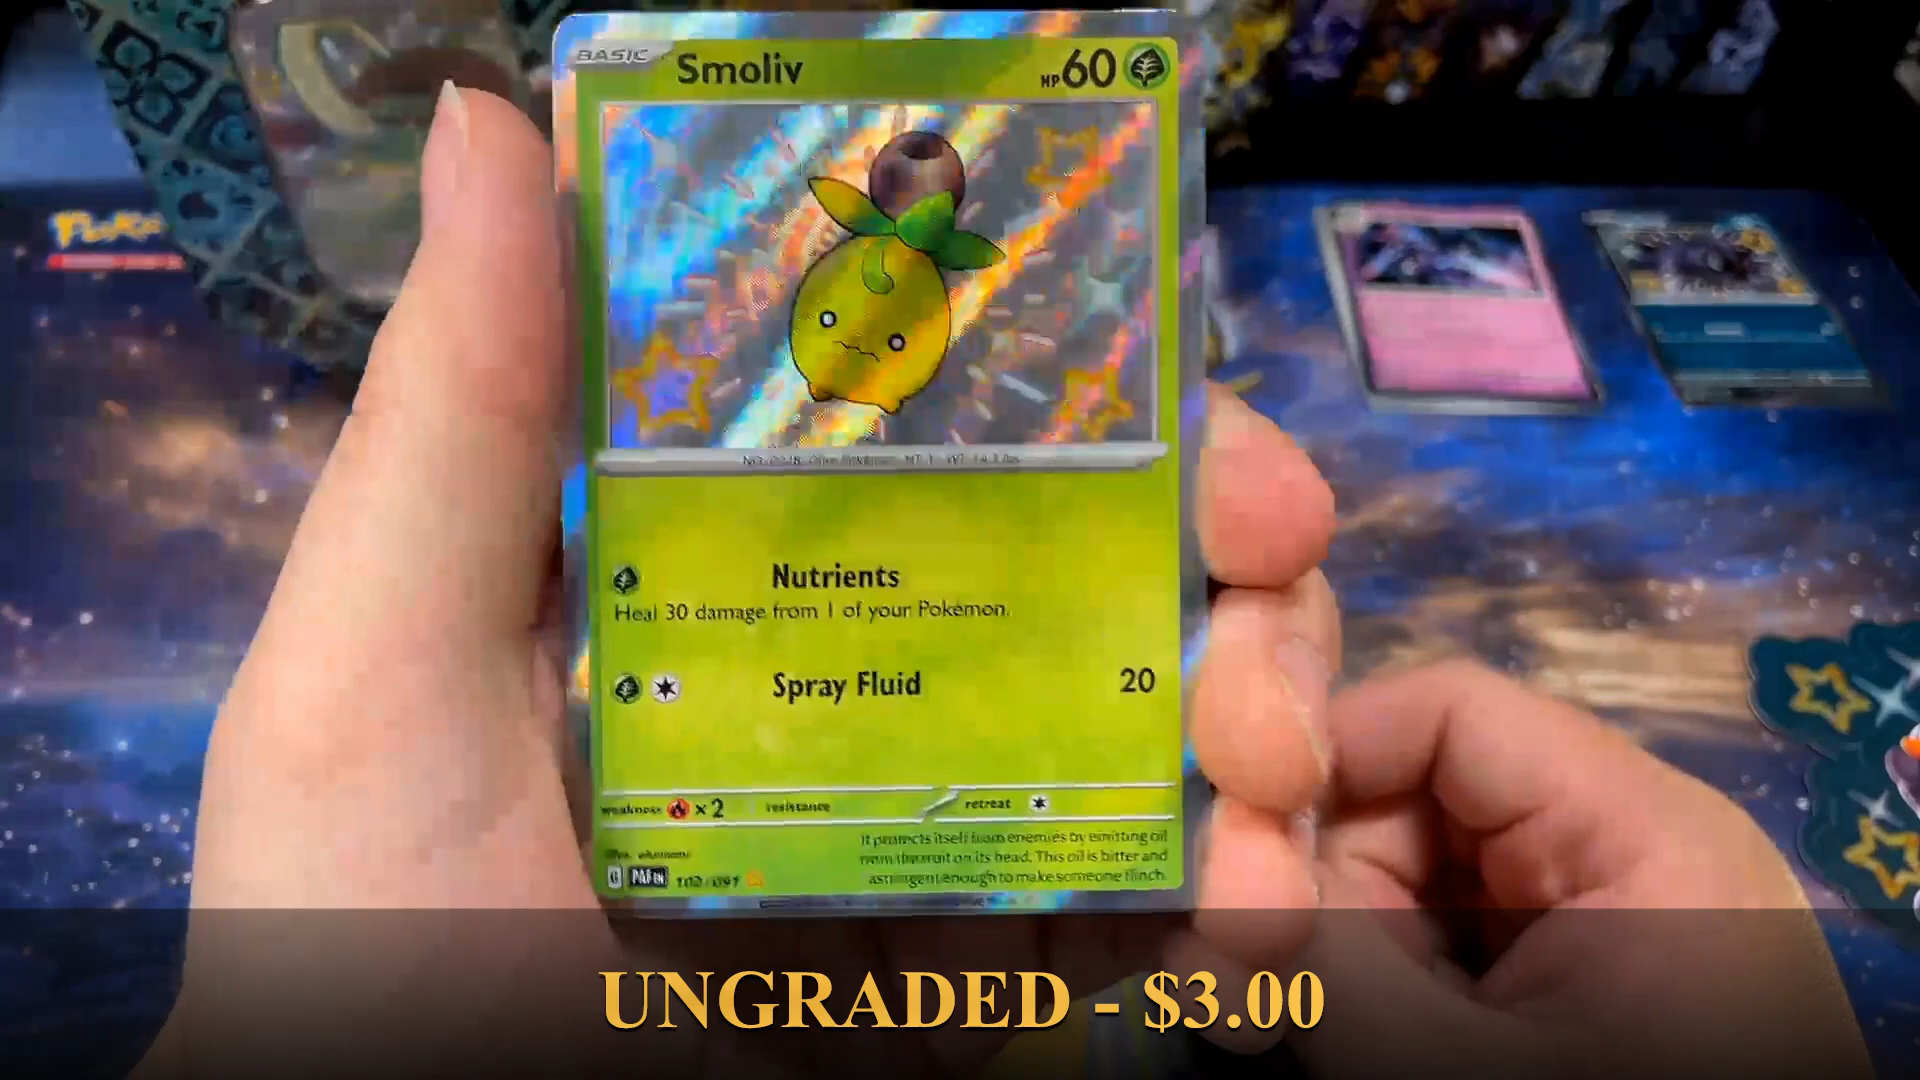 BASIC Smoliv HP 60
Nutrients
Heal 30 damage from 1 of your Pokémon.
Spray Fluid 20
weakness × 2 resistance retreat
It protects itself from enemies by emitting oil
from the fruit on its head. This oil is bitter and
astringent enough to make someone flinch.
G PAF EN
UNGRADED - $3.00